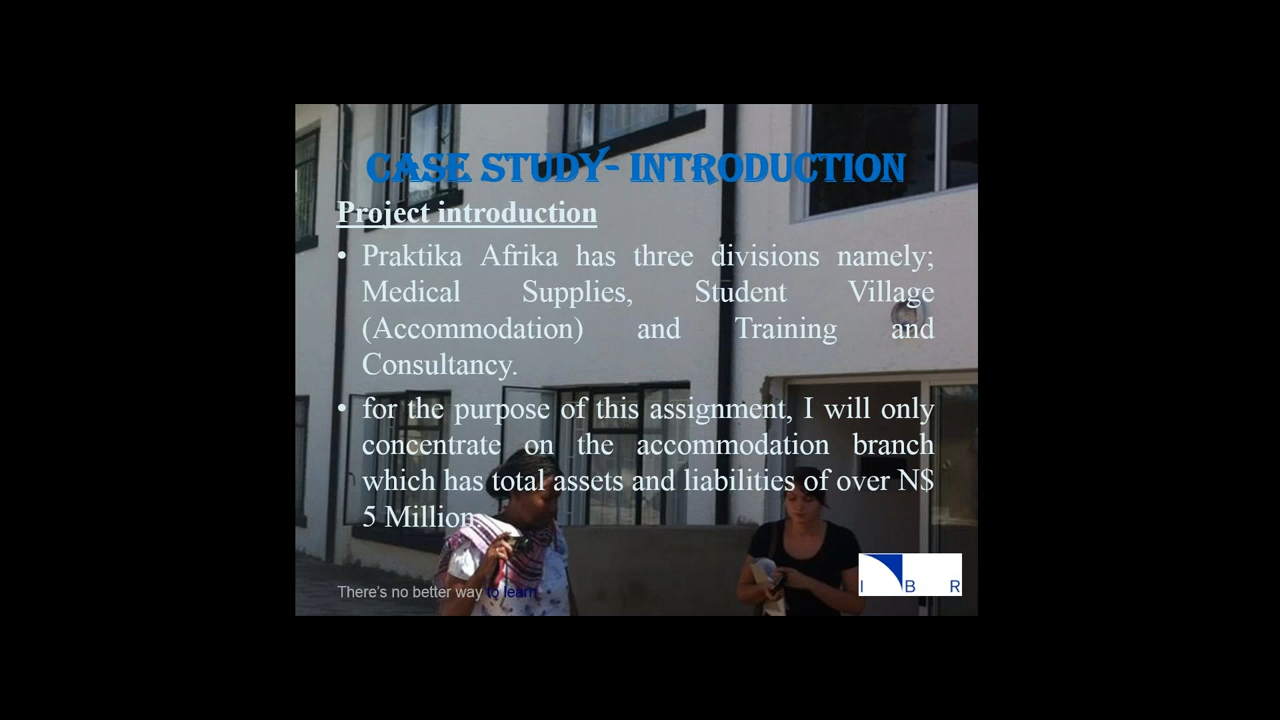 CASE STUDY- INTRODUCTION
Project introduction
• Praktika Afrika has three divisions namely;
Medical Supplies, Student Village
(Accommodation) and Training and
Consultancy.
• for the purpose of this assignment, I will only
concentrate on the accommodation branch
which has total assets and liabilities of over N$
5 Million.
There's no better way to learn
I B R